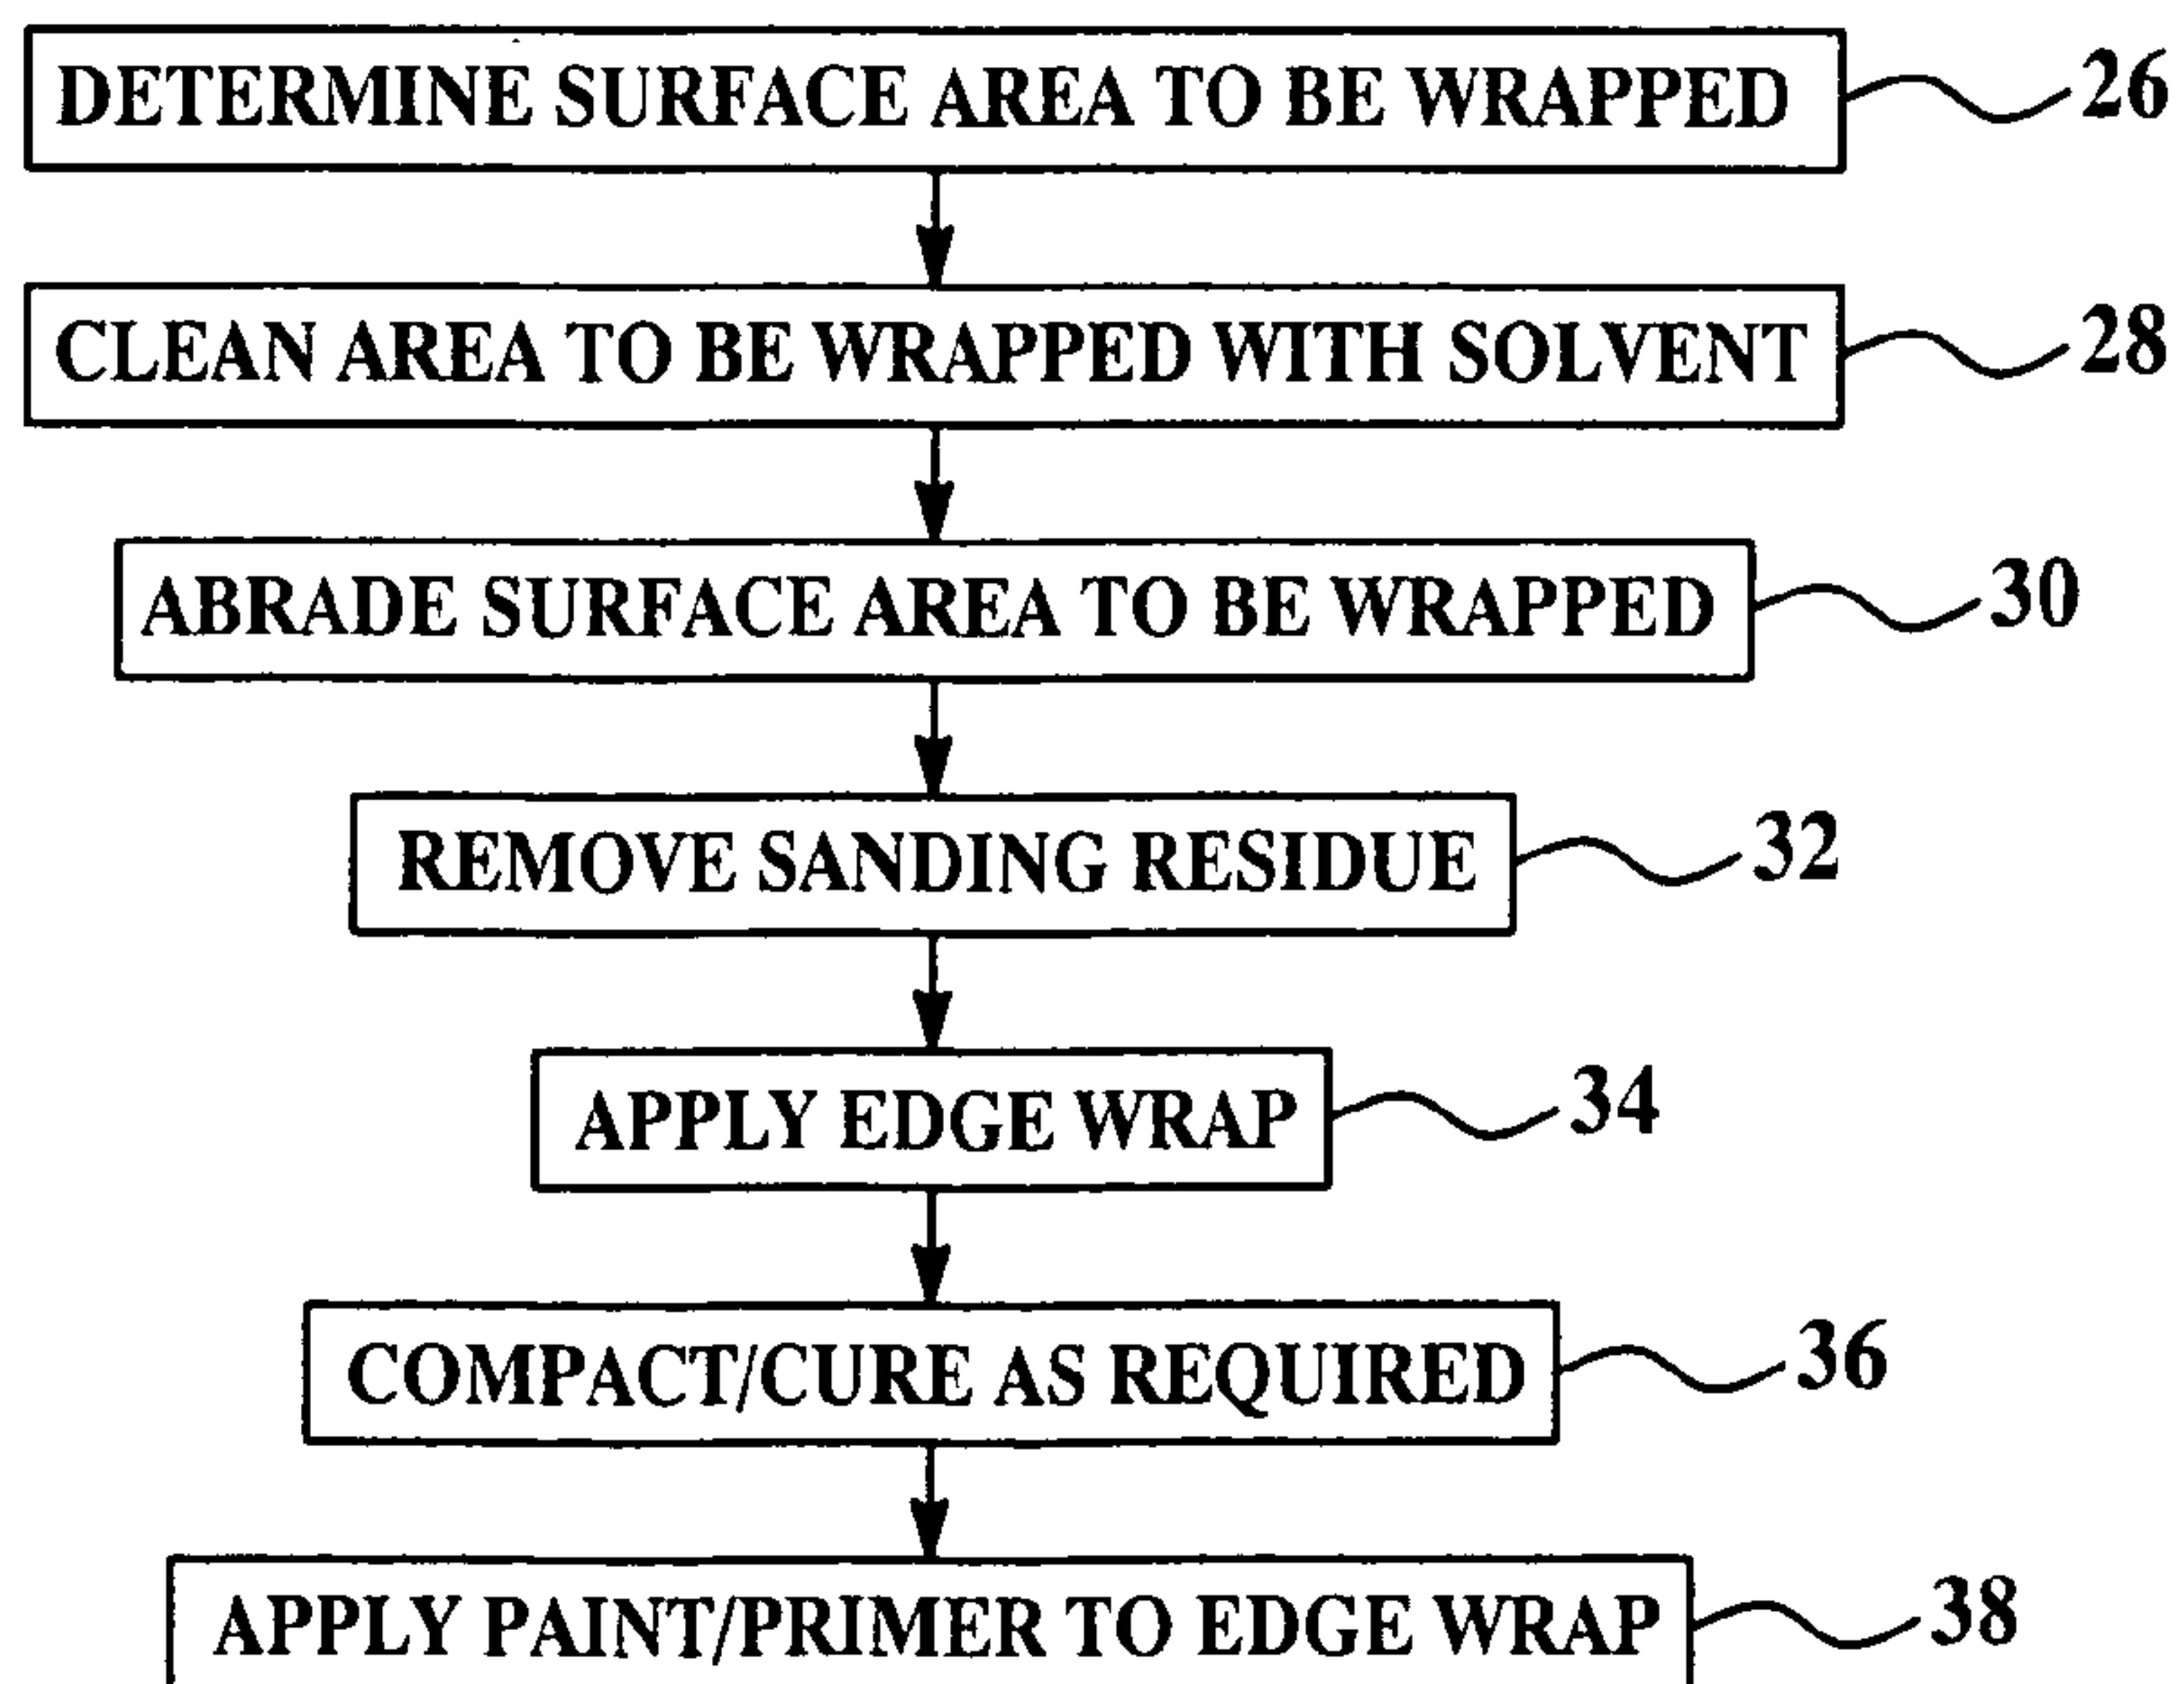 DETERMINE SURFACE AREA TO BE WRAPPED 26
CLEAN AREA TO BE WRAPPED WITH SOLVENT 28
ABRADE SURFACE AREA TO BE WRAPPED 30
REMOVE SANDING RESIDUE 32
APPLY EDGE WRAP 34
COMPACT/CURE AS REQUIRED 36
APPLY PAINT/PRIMER TO EDGE WRAP 38